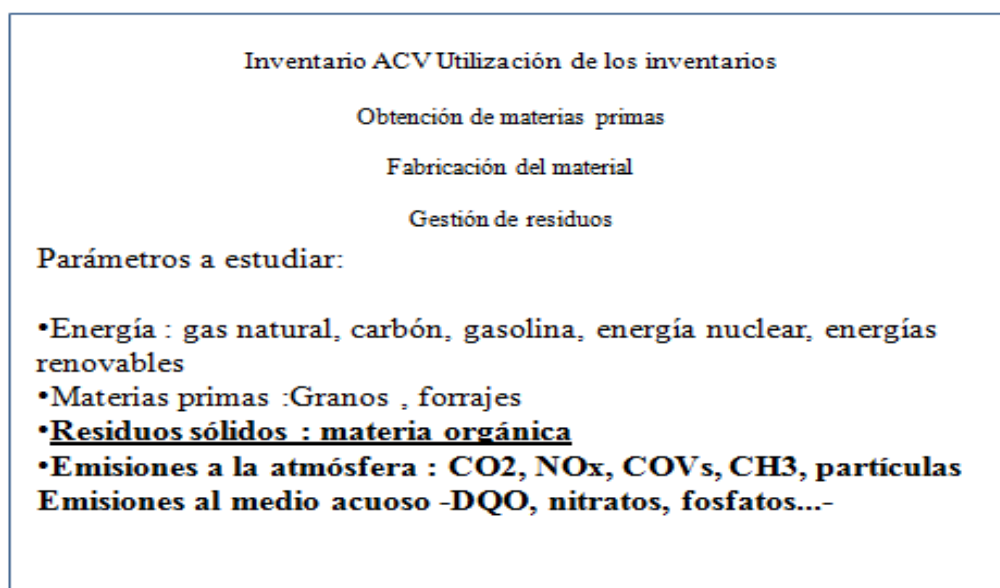 Inventario ACV Utilización de los inventarios
Obtención de materias primas
Fabricación del material
Gestión de residuos
Parámetros a estudiar:
•Energía : gas natural, carbón, gasolina, energía nuclear, energías
renovables
•Materias primas :Granos , forrajes
•Residuos sólidos : materia orgánica
•Emisiones a la atmósfera : CO2, NOx, COVs, CH3, partículas
Emisiones al medio acuoso -DQO, nitratos, fosfatos...-